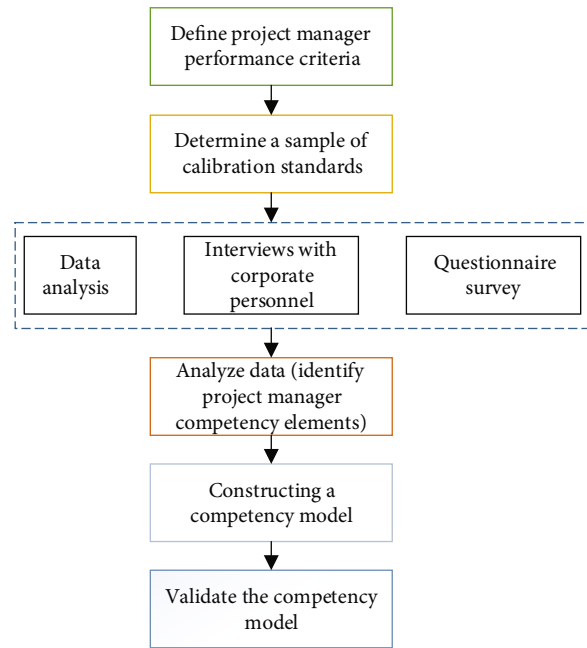 Define project manager
performance criteria
Determine a sample of
calibration standards
Data
analysis
Interviews with
corporate
personnel
Questionnaire
survey
Analyze data (identify
project manager
competency elements)
Constructing a
competency model
Validate the competency
model